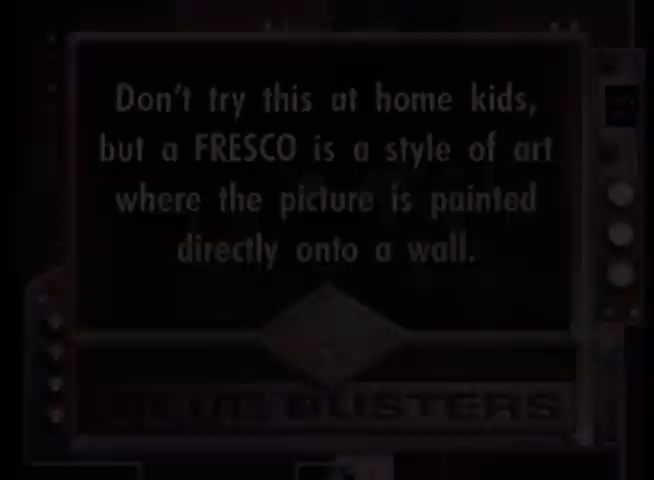 Don't try this at home kids,
but a FRESCO is a style of art
where the picture is painted
directly onto a wall.
BUSTERS